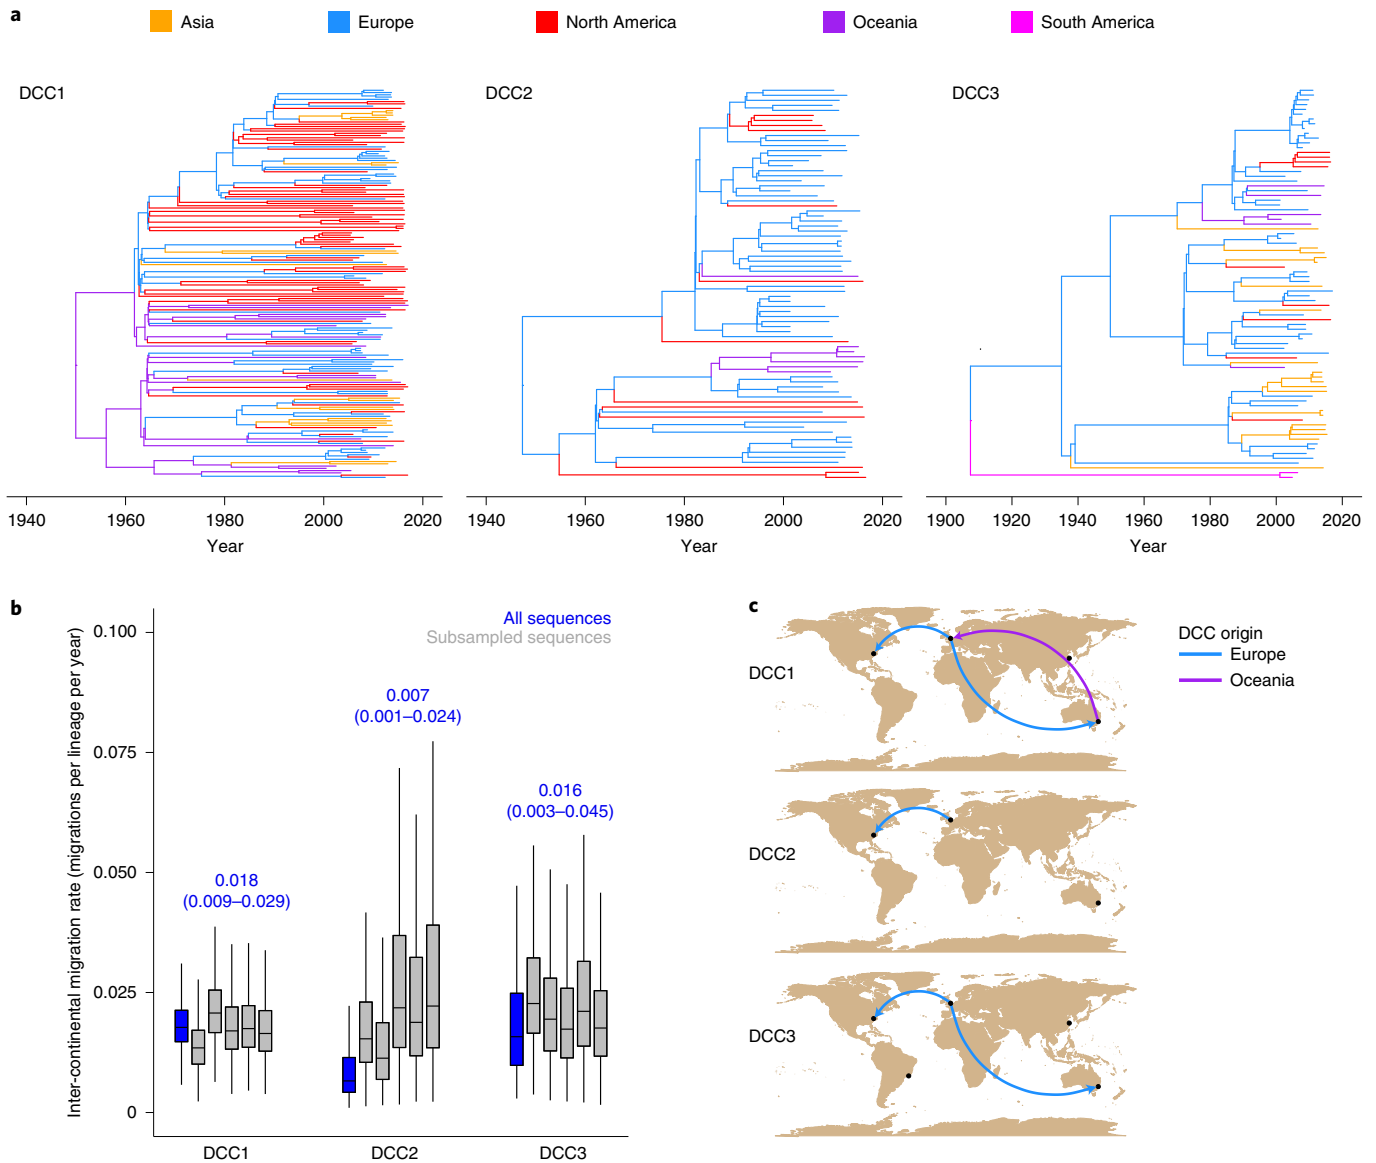 a
Asia Europe North America Oceania South America
DCC1 DCC2 DCC3
1940 1960 1980 2000 2020
Year
1940 1960 1980 2000 2020
Year
1900 1920 1940 1960 1980 2000 2020
Year
b
Inter-continental migration rate (migrations per lineage per year)
0.100
0.075
0.050
0.025
0
All sequences
Subsampled sequences
0.018
(0.009–0.029)
0.007
(0.001–0.024)
0.016
(0.003–0.045)
DCC1 DCC2 DCC3
c
DCC1
DCC2
DCC3
DCC origin
Europe
Oceania